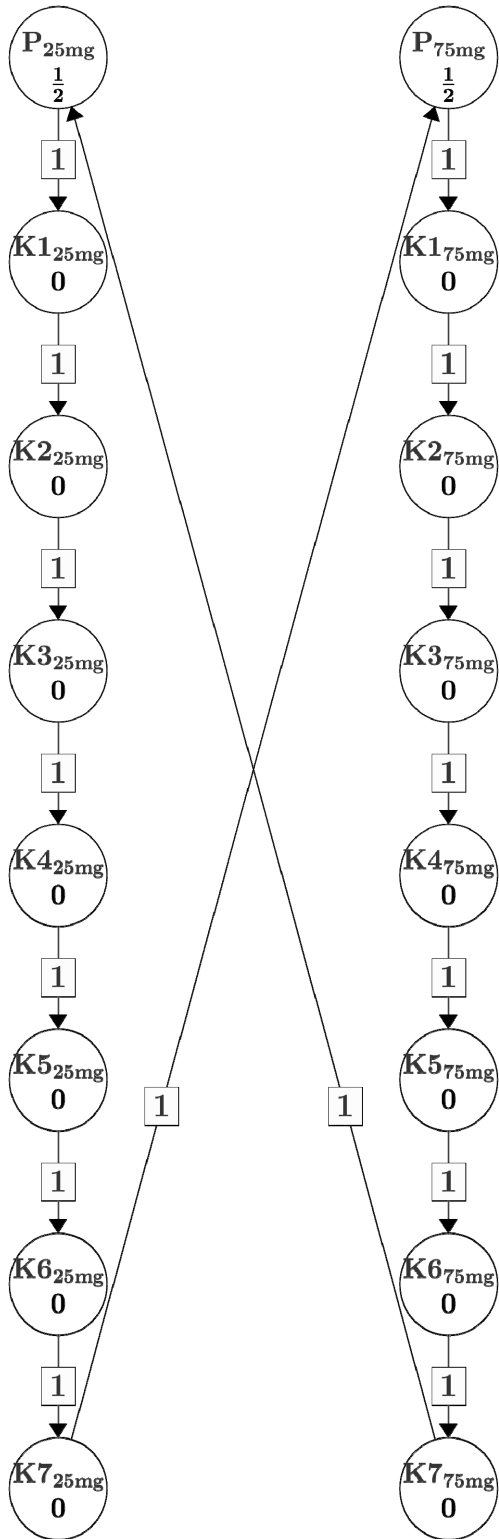 P25mg P75mg
1/2 1/2
1 1
K125mg K175mg
0 0
1 1
K225mg K275mg
0 0
1 1
K325mg K375mg
0 0
1 1
K425mg K475mg
0 0
1 1
K525mg K575mg
0 0
1 1
1 1
K625mg K675mg
0 0
1 1
K725mg K775mg
0 0